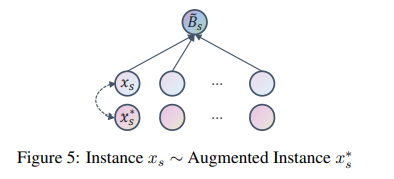 B̃ₛ
xₛ ...
xₛ* ...
Figure 5: Instance xₛ ∼ Augmented Instance xₛ*